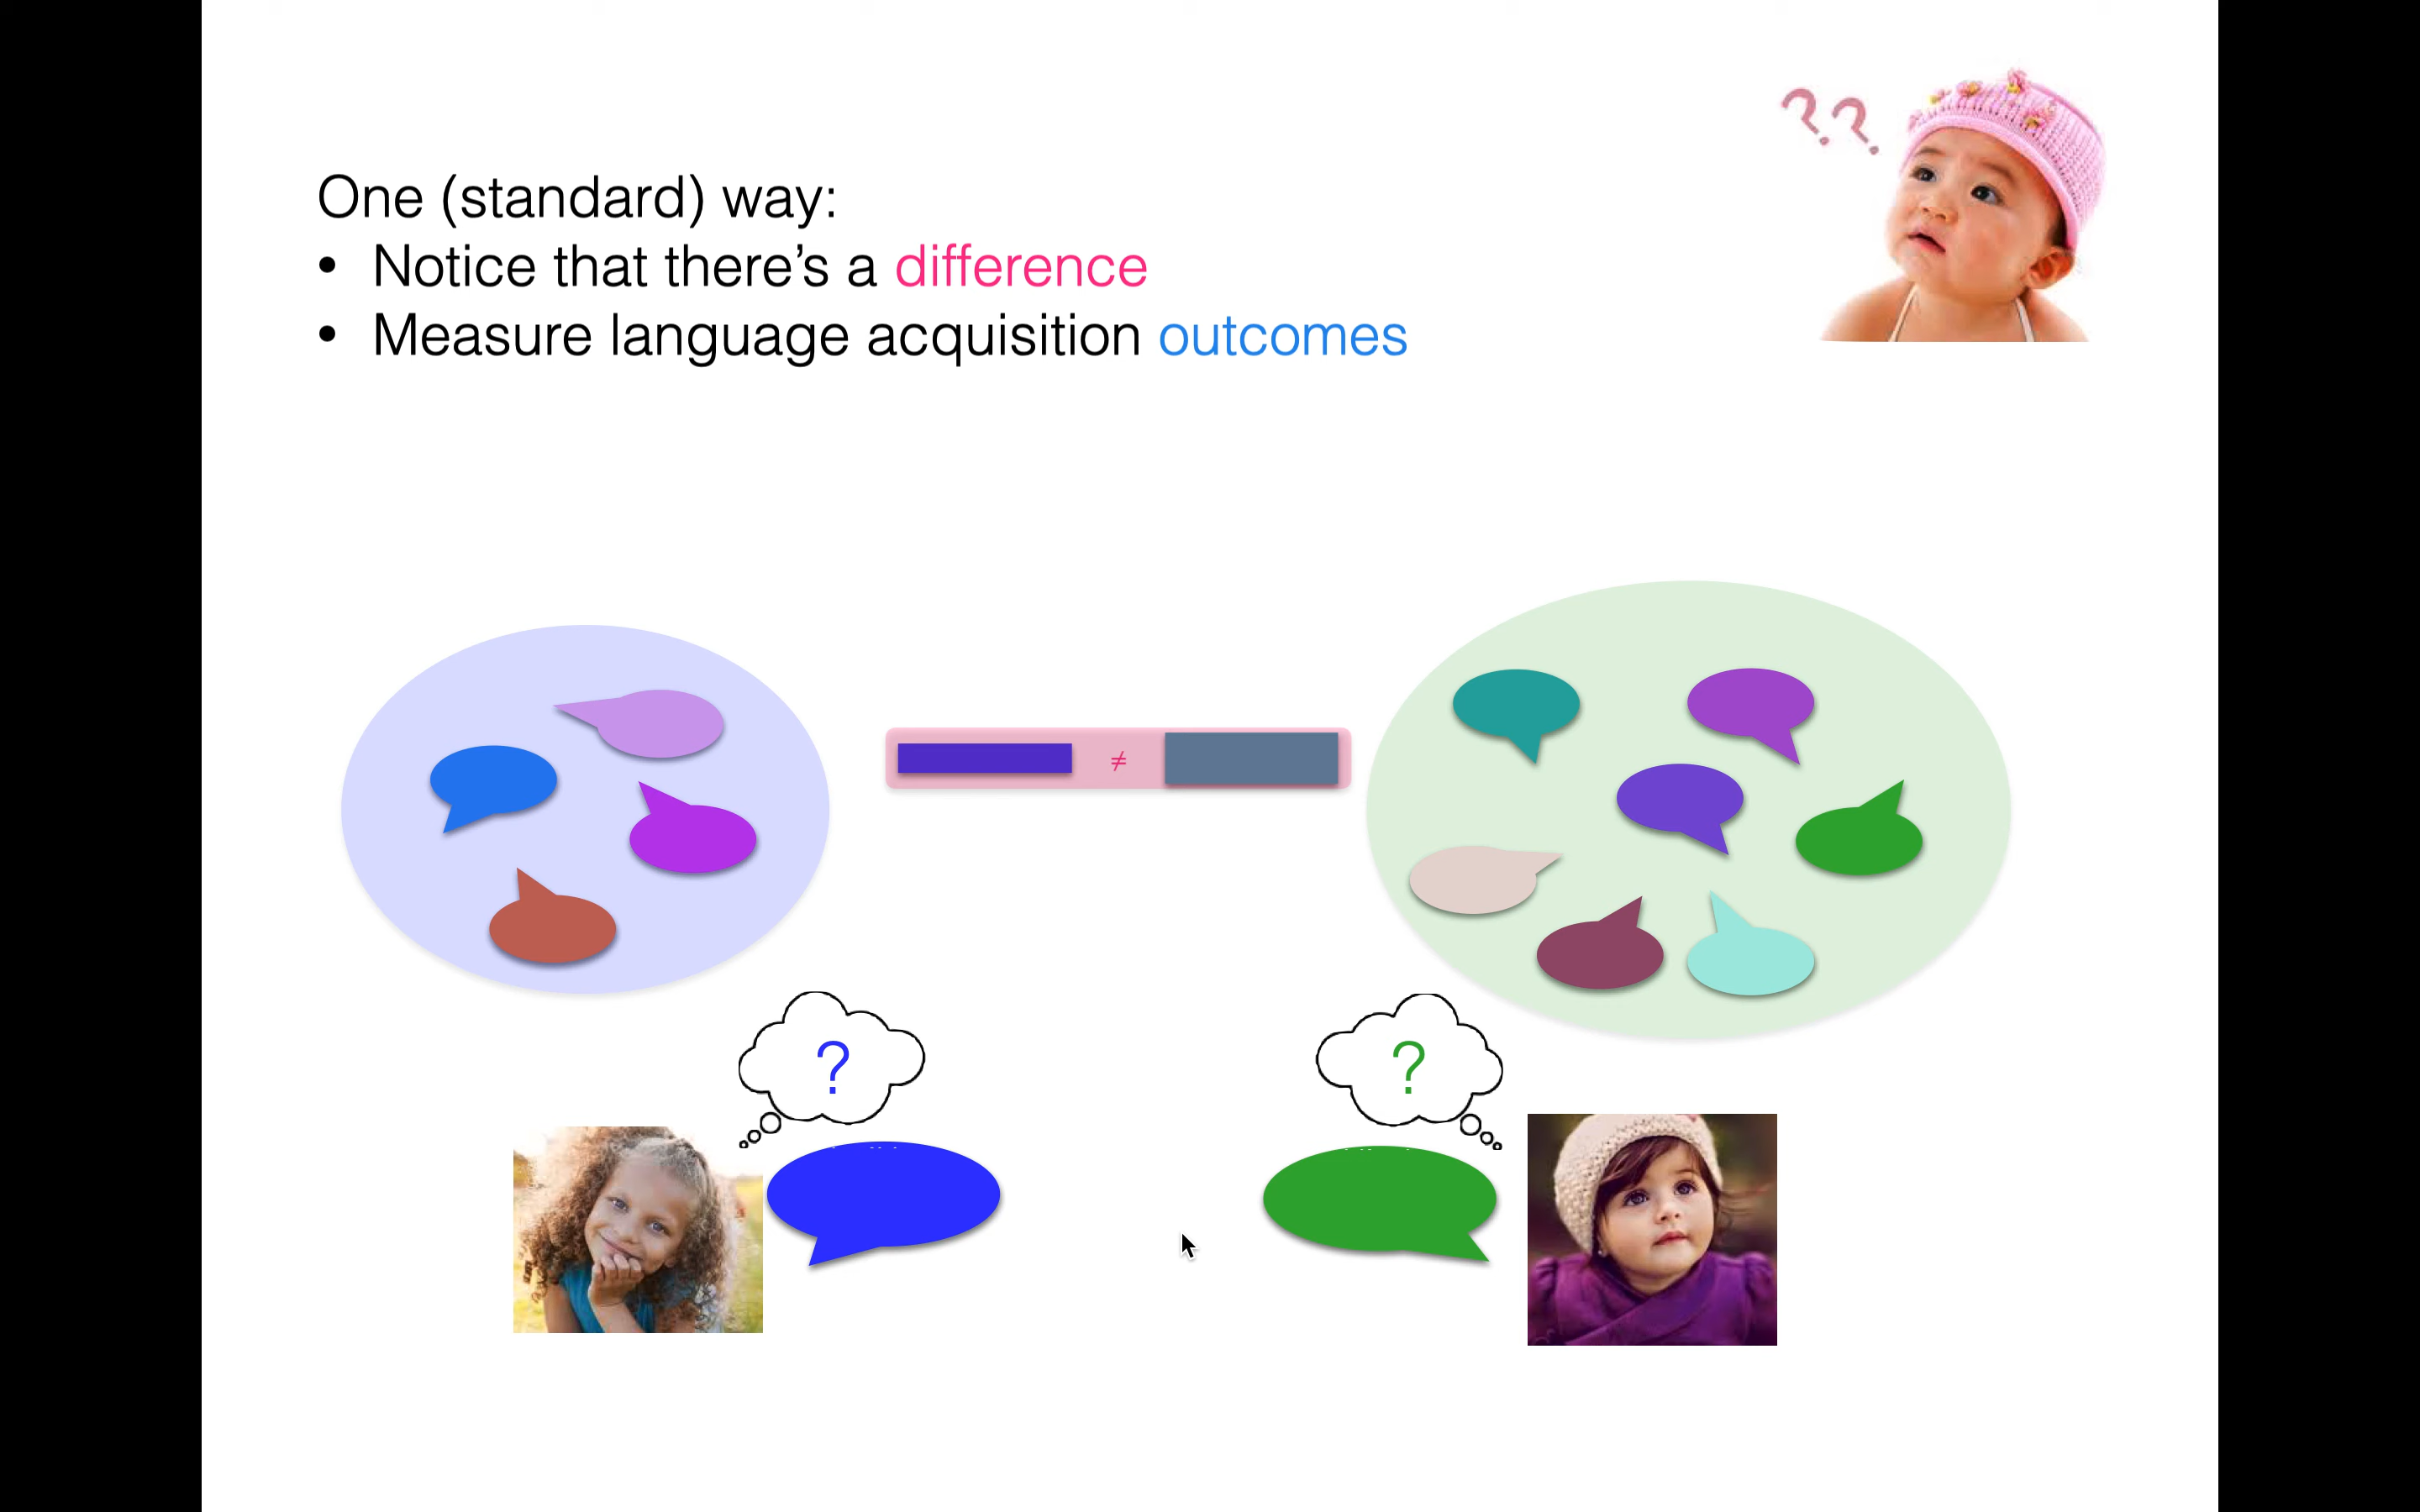 ??
One (standard) way:
• Notice that there's a difference
• Measure language acquisition outcomes
≠
?
?